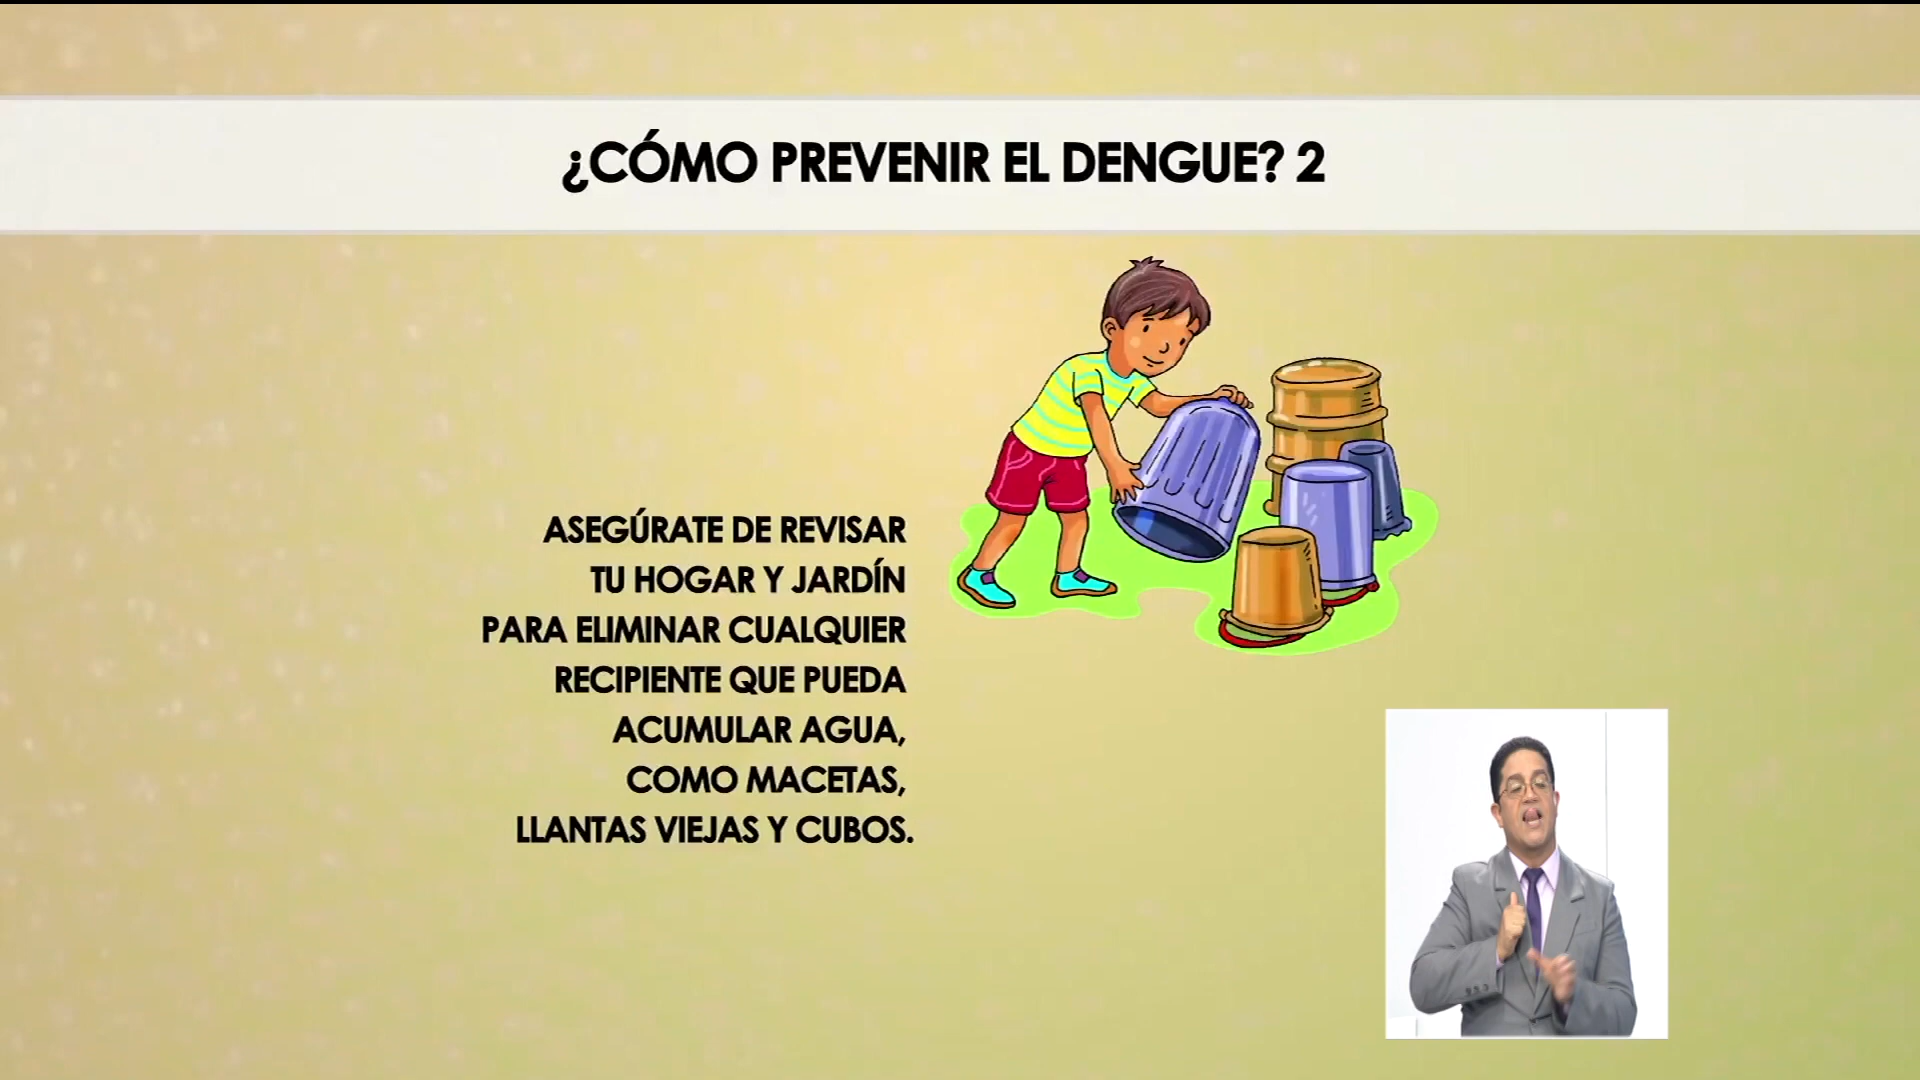 ¿CÓMO PREVENIR EL DENGUE? 2
ASEGÚRATE DE REVISAR
TU HOGAR Y JARDÍN
PARA ELIMINAR CUALQUIER
RECIPIENTE QUE PUEDA
ACUMULAR AGUA,
COMO MACETAS,
LLANTAS VIEJAS Y CUBOS.